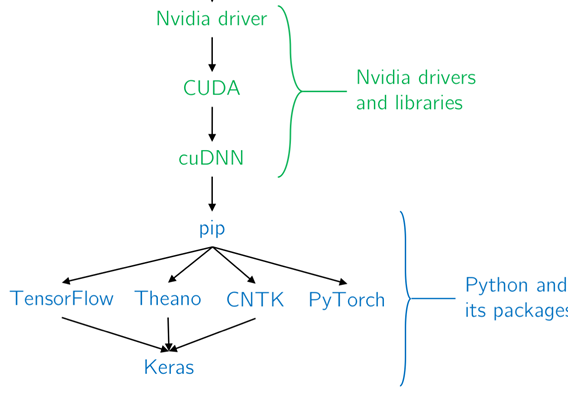 Nvidia driver
CUDA
Nvidia drivers
and libraries
cuDNN
pip
TensorFlow Theano CNTK PyTorch
Python and
its packages
Keras